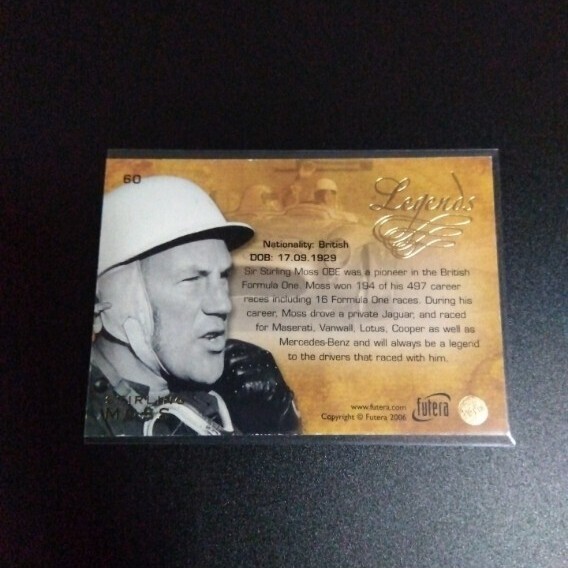 60
Legends
Nationality: British
DOB: 17.09.1929
Sir Stirling Moss OBE was a pioneer in the British
Formula One. Moss won 194 of his 497 career
races including 16 Formula One races. During his
career, Moss drove a private Jaguar, and raced
for Maserati, Vanwall, Lotus, Cooper as well as
Mercedes-Benz and will always be a legend
to the drivers that raced with him.
STIRLING
MOSS
www.futera.com
Copyright © Futera 2006
futera